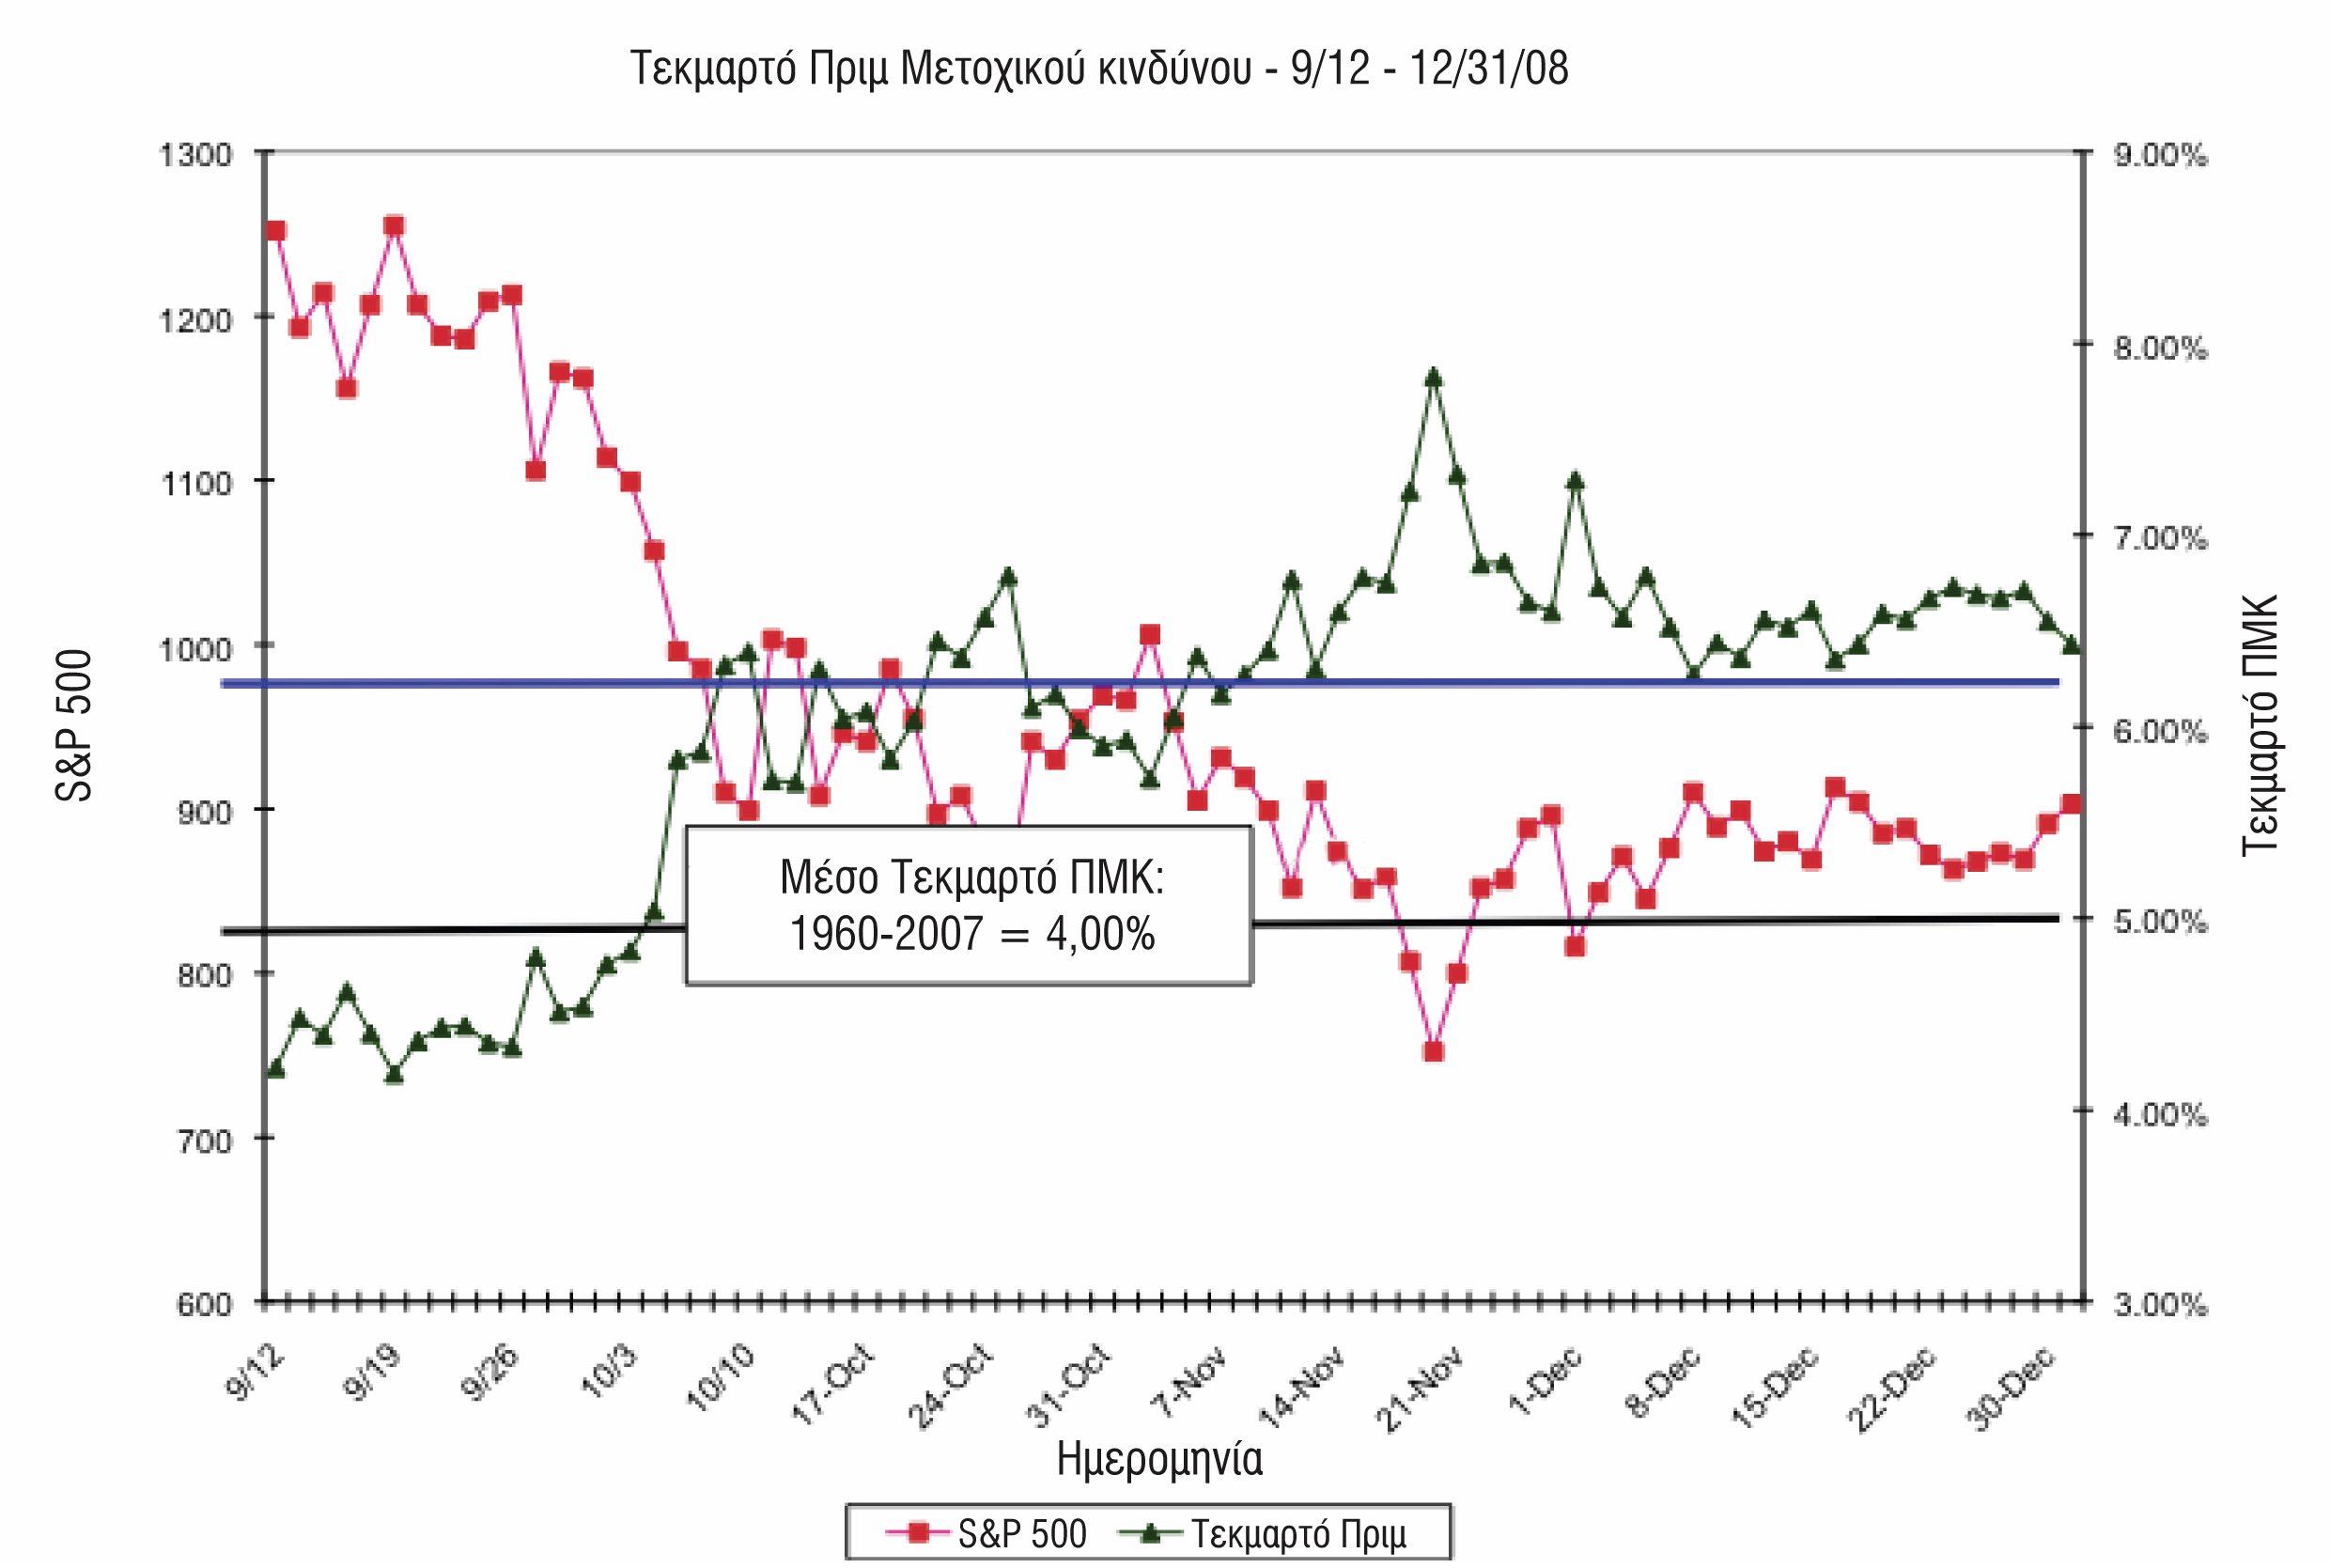 Τεκμαρτό Πριμ Μετοχικού κινδύνου - 9/12 - 12/31/08
1300
1200
1100
1000
900
800
700
600
S&P 500
9.00%
8.00%
7.00%
6.00%
5.00%
4.00%
3.00%
Τεκμαρτό ΠΜΚ
Μέσο Τεκμαρτό ΠΜΚ:
1960-2007 = 4,00%
9/12
9/19
9/26
10/3
10/10
17-Oct
24-Oct
31-Oct
7-Nov
14-Nov
21-Nov
1-Dec
8-Dec
15-Dec
22-Dec
30-Dec
Ημερομηνία
S&P 500
Τεκμαρτό Πριμ